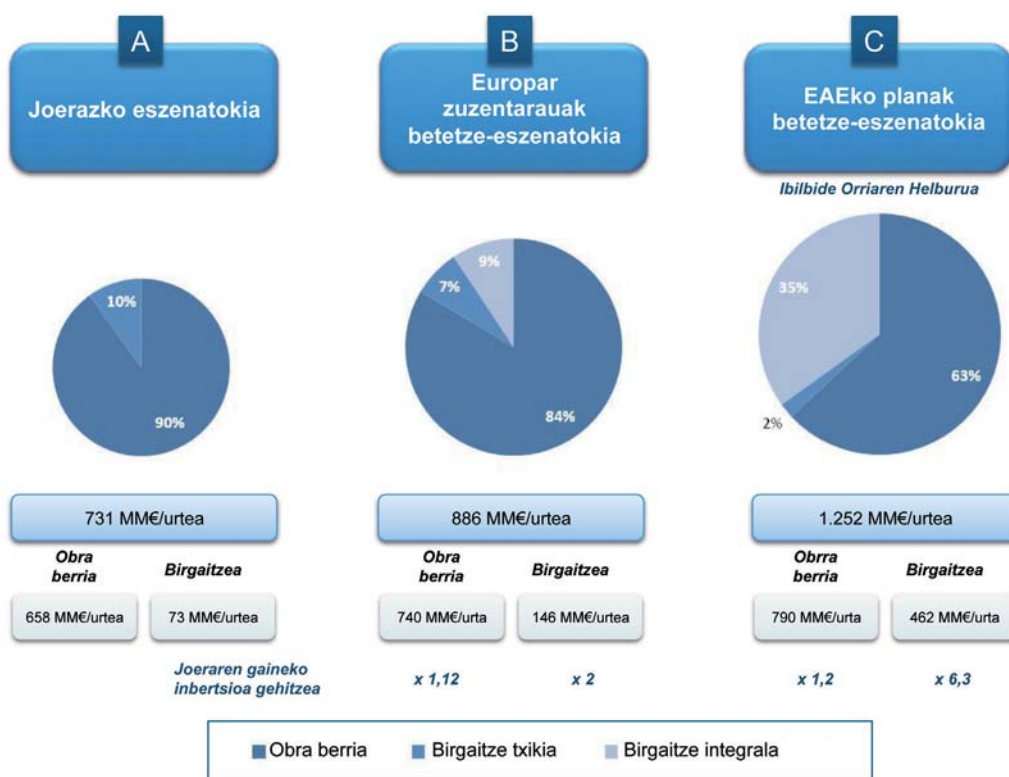 A
Joerazko eszenatokia
B
Europar
zuzentarauak
betetze-eszenatokia
C
EAEko planak
betetze-eszenatokia
Ibilbide Orriaren Helburua
10%
90%
9%
7%
84%
35%
63%
2%
731 MM€/urtea
Obra
berria
Birgaitzea
658 MM€/urtea
73 MM€/urtea
886 MM€/urtea
Obra
berria
Birgaitzea
740 MM€/urta
146 MM€/urtea
1.252 MM€/urtea
Obrra
berria
Birgaitzea
790 MM€/urta
462 MM€/urta
Joeraren gaineko
inbertsioa gehitzea
x 1,12
x 2
x 1,2
x 6,3
Obra berria
Birgaitze txikia
Birgaitze integrala